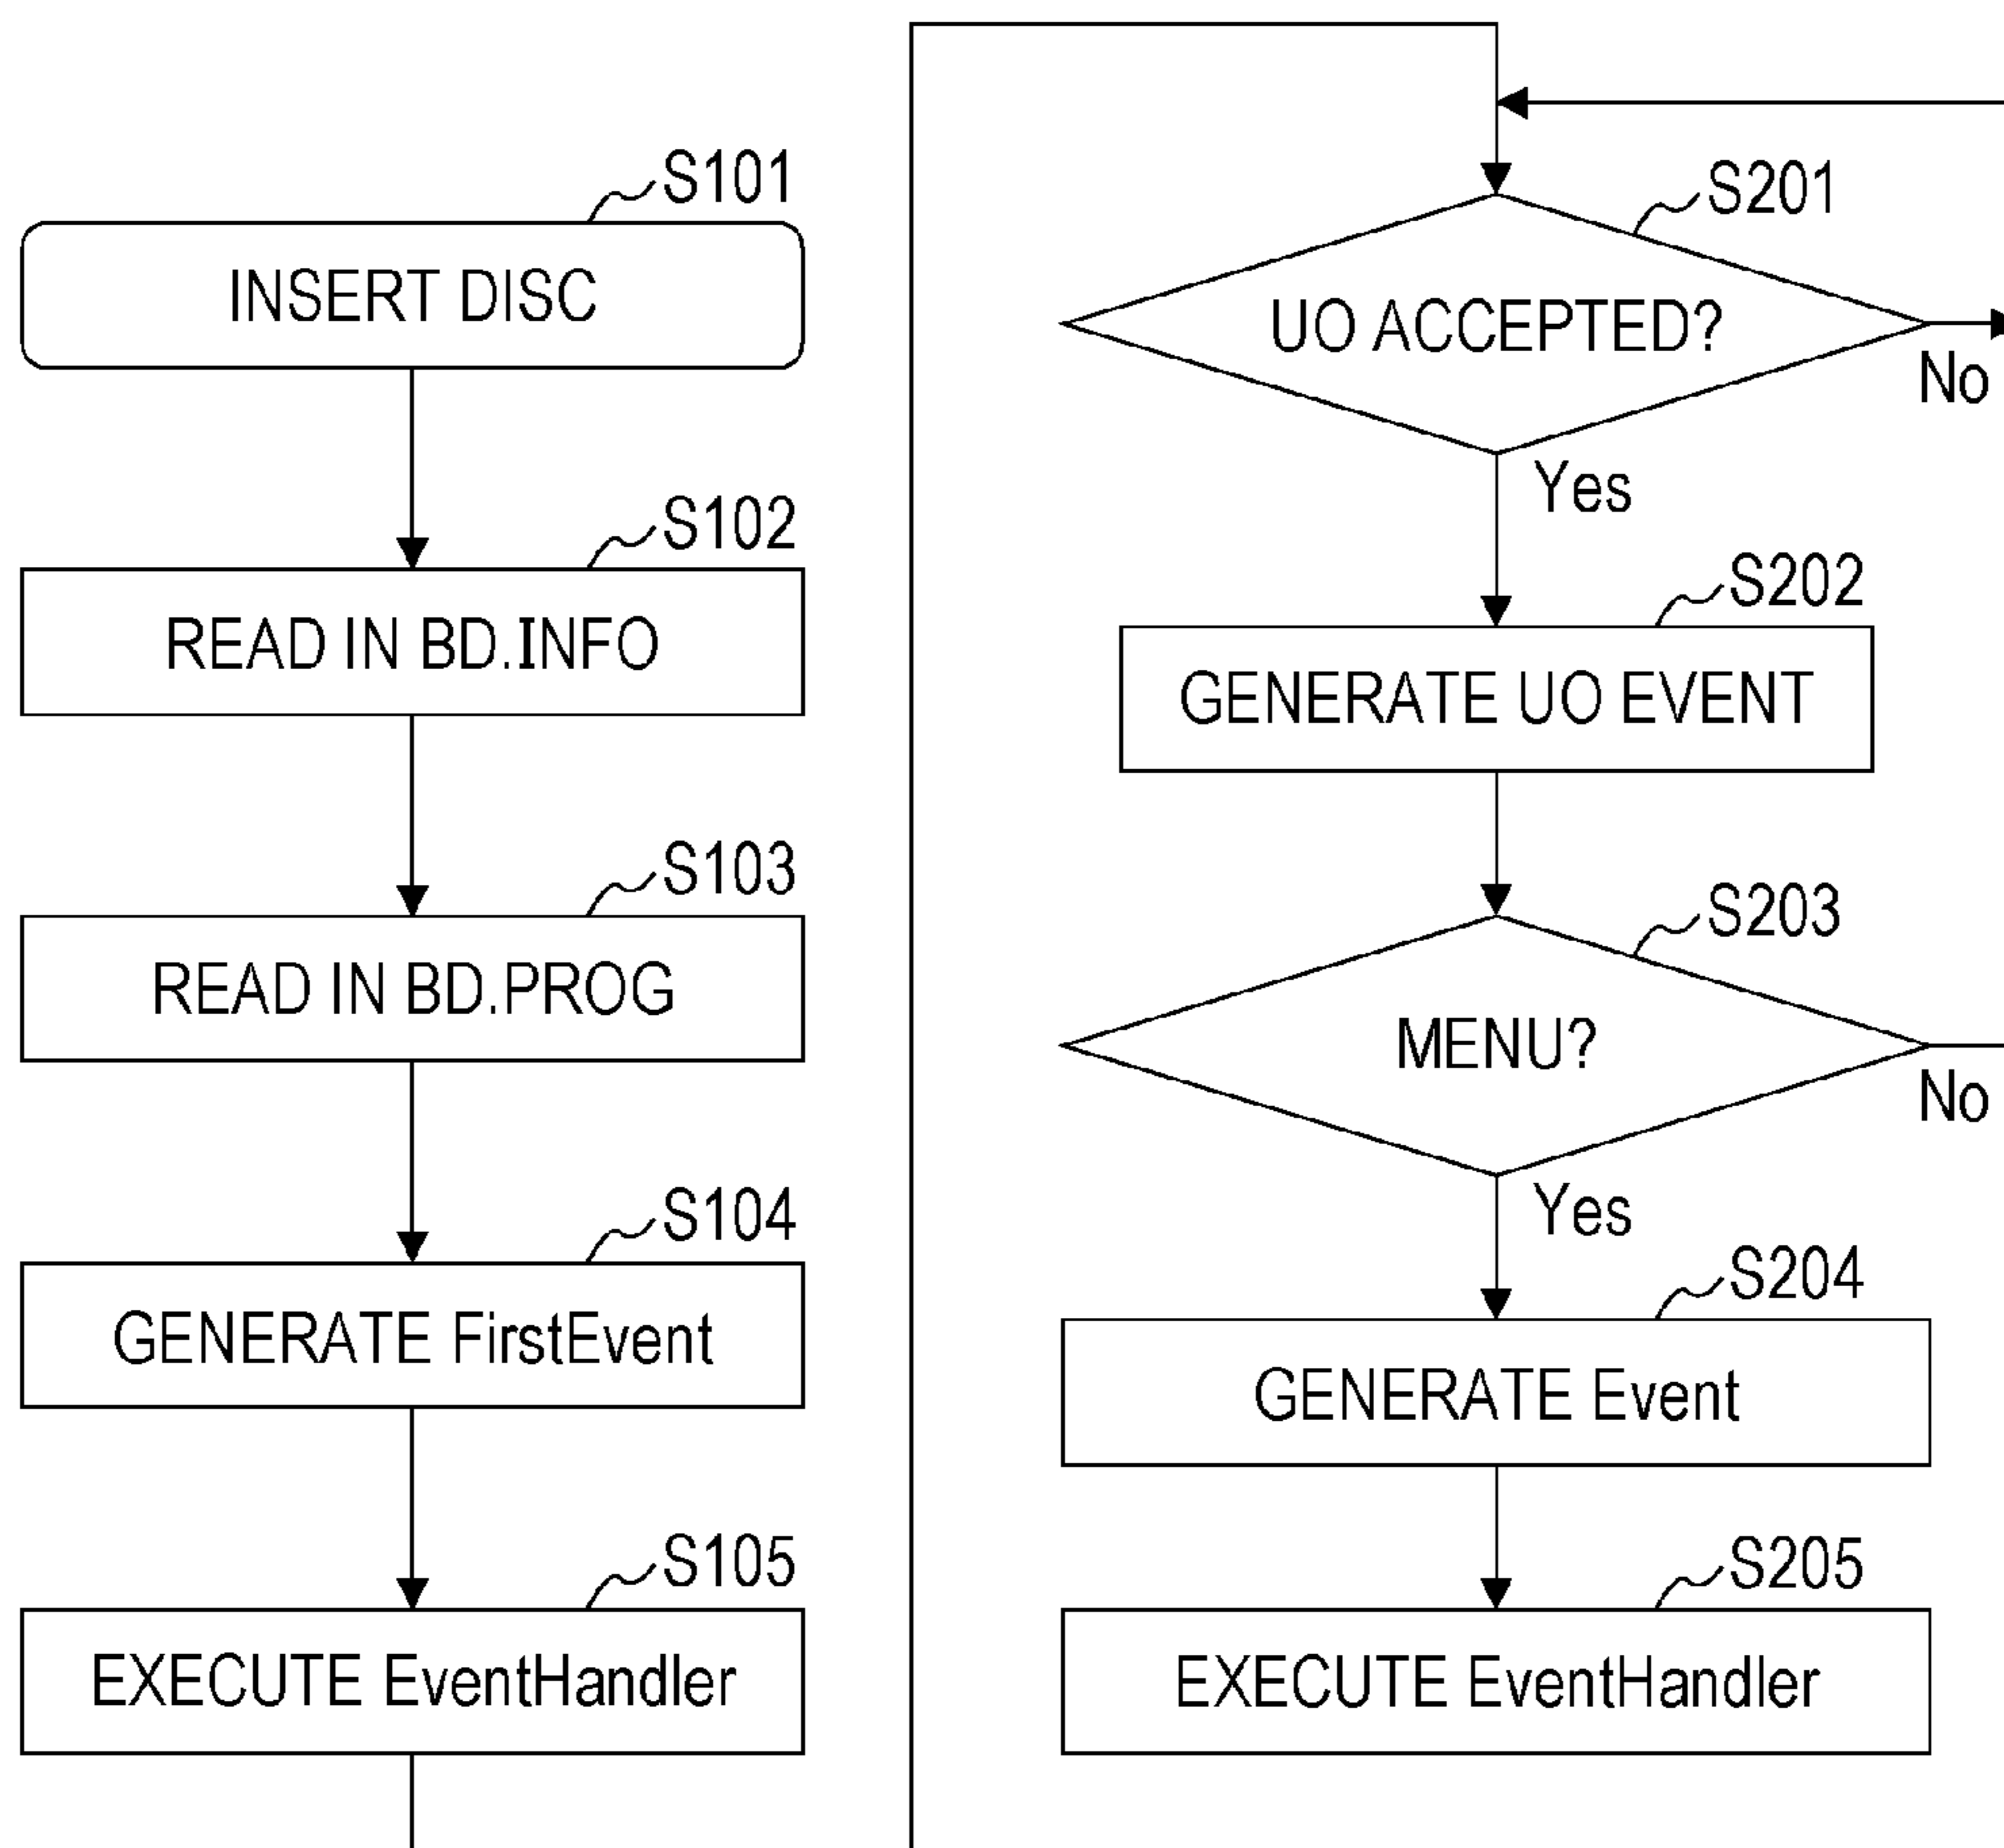 S101
INSERT DISC
S102
READ IN BD.INFO
S103
READ IN BD.PROG
S104
GENERATE FirstEvent
S105
EXECUTE EventHandler
S201
UO ACCEPTED?
No
Yes
S202
GENERATE UO EVENT
S203
MENU?
No
Yes
S204
GENERATE Event
S205
EXECUTE EventHandler